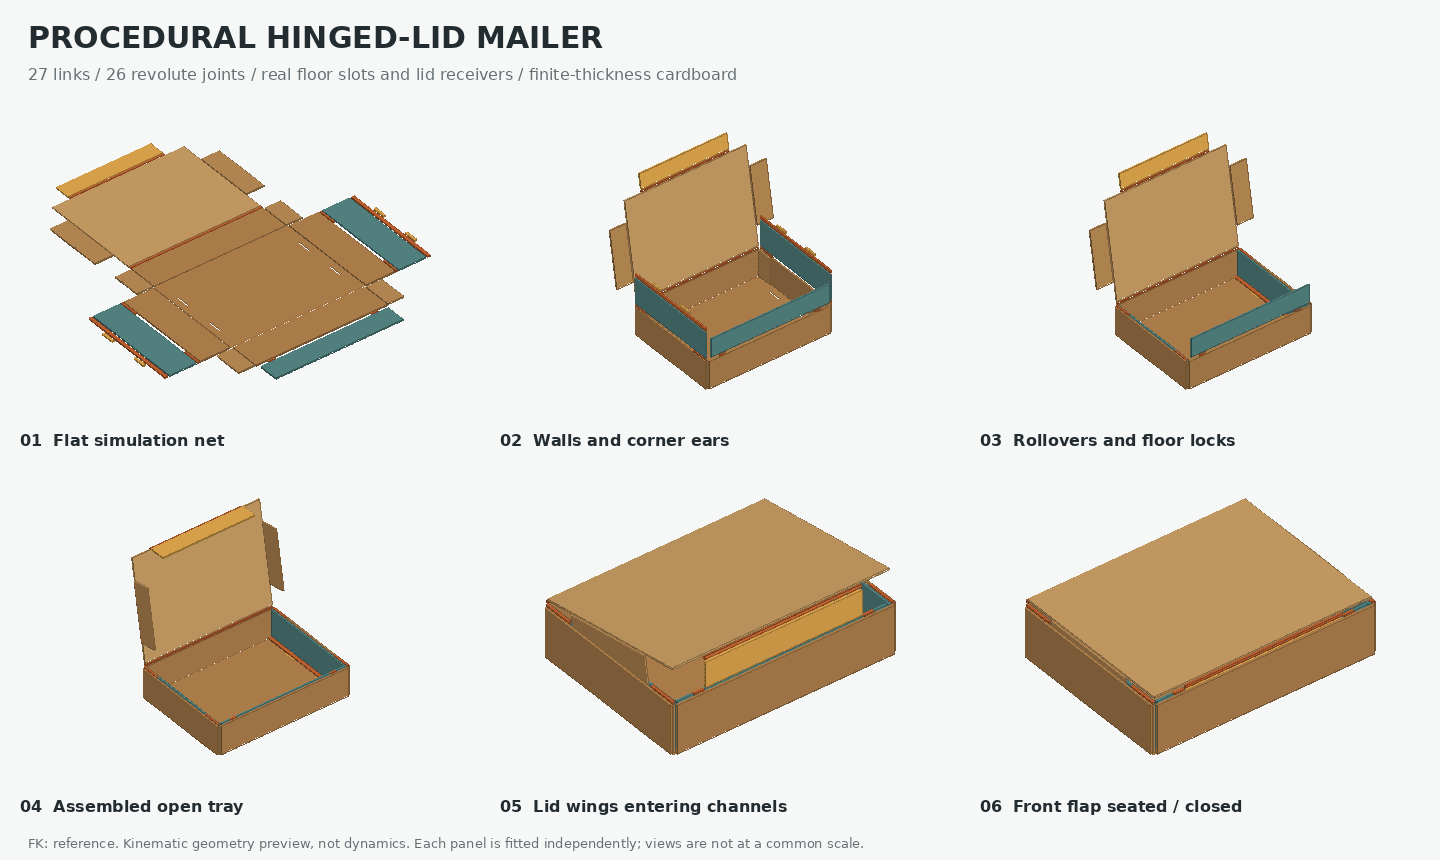 PROCEDURAL HINGED-LID MAILER
27 links / 26 revolute joints / real floor slots and lid receivers / finite-thickness cardboard
01 Flat simulation net
02 Walls and corner ears
03 Rollovers and floor locks
04 Assembled open tray
05 Lid wings entering channels
06 Front flap seated / closed
FK: reference. Kinematic geometry preview, not dynamics. Each panel is fitted independently; views are not at a common scale.